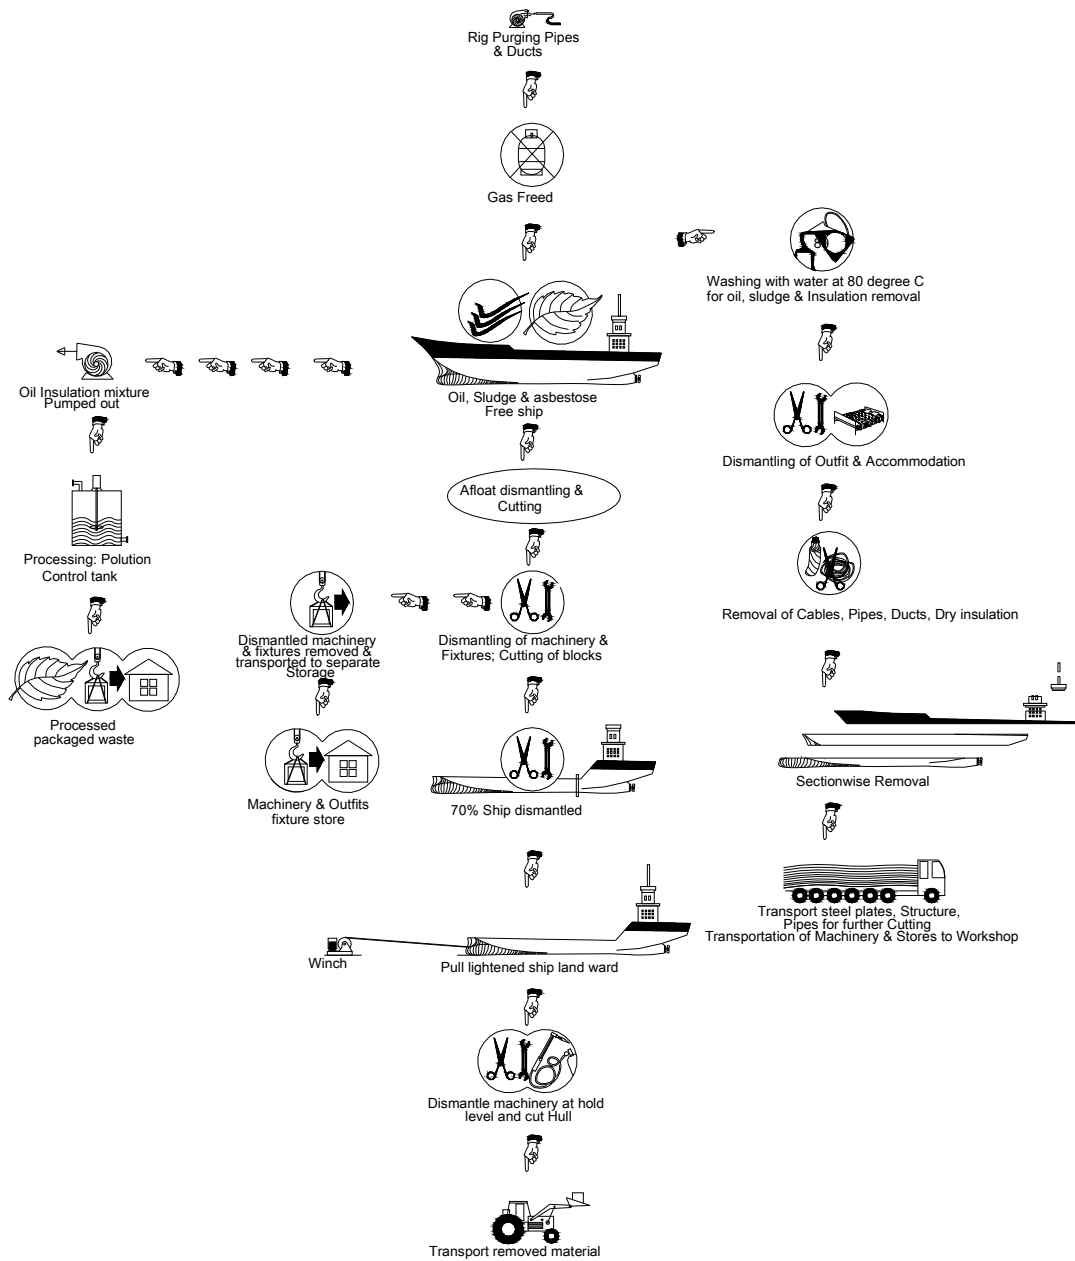 Rig Purging Pipes
& Ducts
Gas Freed
Washing with water at 80 degree C
for oil, sludge & Insulation removal
80
Oil Insulation mixture
Pumped out
Oil, Sludge & asbestose
Free ship
Dismantling of Outfit & Accommodation
Afloat dismantling &
Cutting
Processing: Polution
Control tank
Removal of Cables, Pipes, Ducts, Dry insulation
Dismantled machinery
& fixtures removed &
transported to separate
Storage
Dismantling of machinery &
Fixtures; Cutting of blocks
Processed
packaged waste
Sectionwise Removal
Machinery & Outfits
fixture store
70% Ship dismantled
Transport steel plates, Structure,
Pipes for further Cutting
Transportation of Machinery & Stores to Workshop
Winch
Pull lightened ship land ward
Dismantle machinery at hold
level and cut Hull
Transport removed material